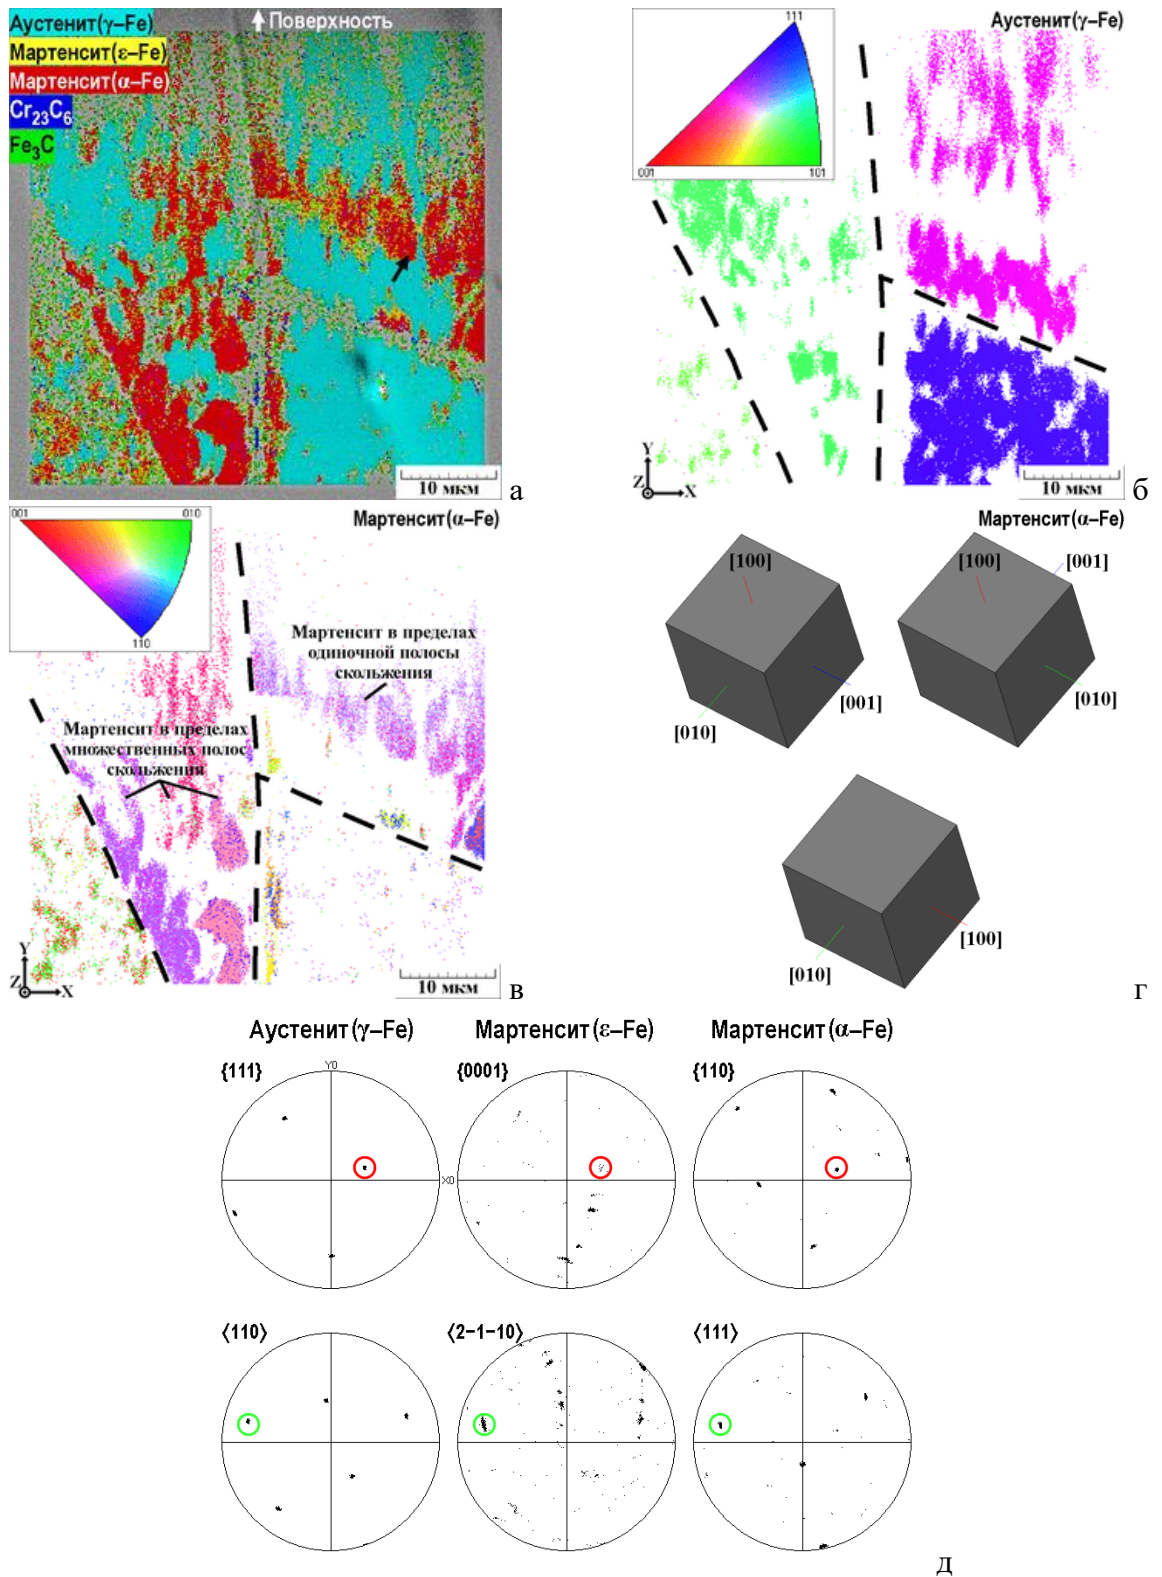 Аустенит(γ–Fe)
Поверхность
Мартенсит(ε–Fe)
Мартенсит(α–Fe)
Cr23C6
Fe3C
10 мкм
а
Аустенит(γ–Fe)
111
001
101
Y
Z
X
10 мкм
б
Мартенсит(α–Fe)
001
010
110
Мартенсит в пределах
одиночной полосы
скольжения
Мартенсит в пределах
множественных полос
скольжения
Y
Z
X
10 мкм
в
Мартенсит(α–Fe)
[100]
[001]
[010]
[100]
[001]
[010]
[100]
[010]
г
Аустенит(γ–Fe)
Мартенсит(ε–Fe)
Мартенсит(α–Fe)
{111}
Y0
X0
{0001}
{110}
⟨110⟩
⟨2−1−10⟩
⟨111⟩
д